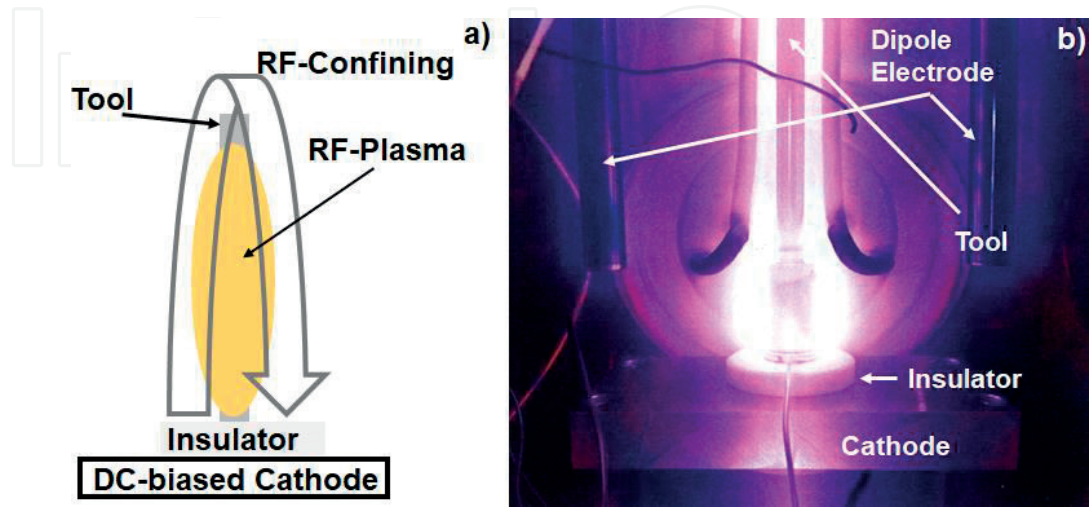 a)
RF-Confining
Tool
RF-Plasma
Insulator
DC-biased Cathode
b)
Dipole
Electrode
Tool
Insulator
Cathode